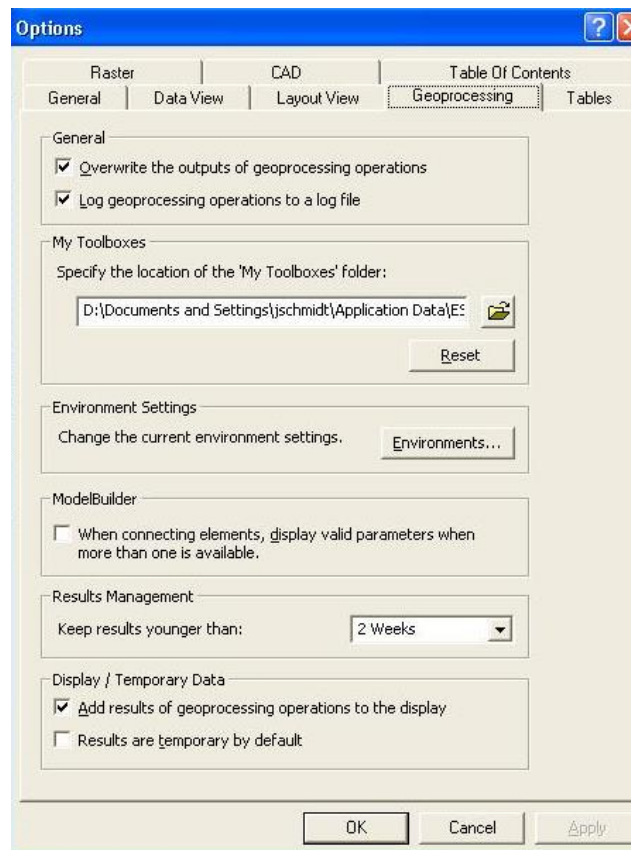 Options
Raster CAD Table Of Contents
General Data View Layout View Geoprocessing Tables
General
Overwrite the outputs of geoprocessing operations
Log geoprocessing operations to a log file
My Toolboxes
Specify the location of the 'My Toolboxes' folder:
D:\Documents and Settings\jschmidt\Application Data\ES
Reset
Environment Settings
Change the current environment settings.
Environments...
ModelBuilder
When connecting elements, display valid parameters when
more than one is available.
Results Management
Keep results younger than:
2 Weeks
Display / Temporary Data
Add results of geoprocessing operations to the display
Results are temporary by default
OK Cancel Apply